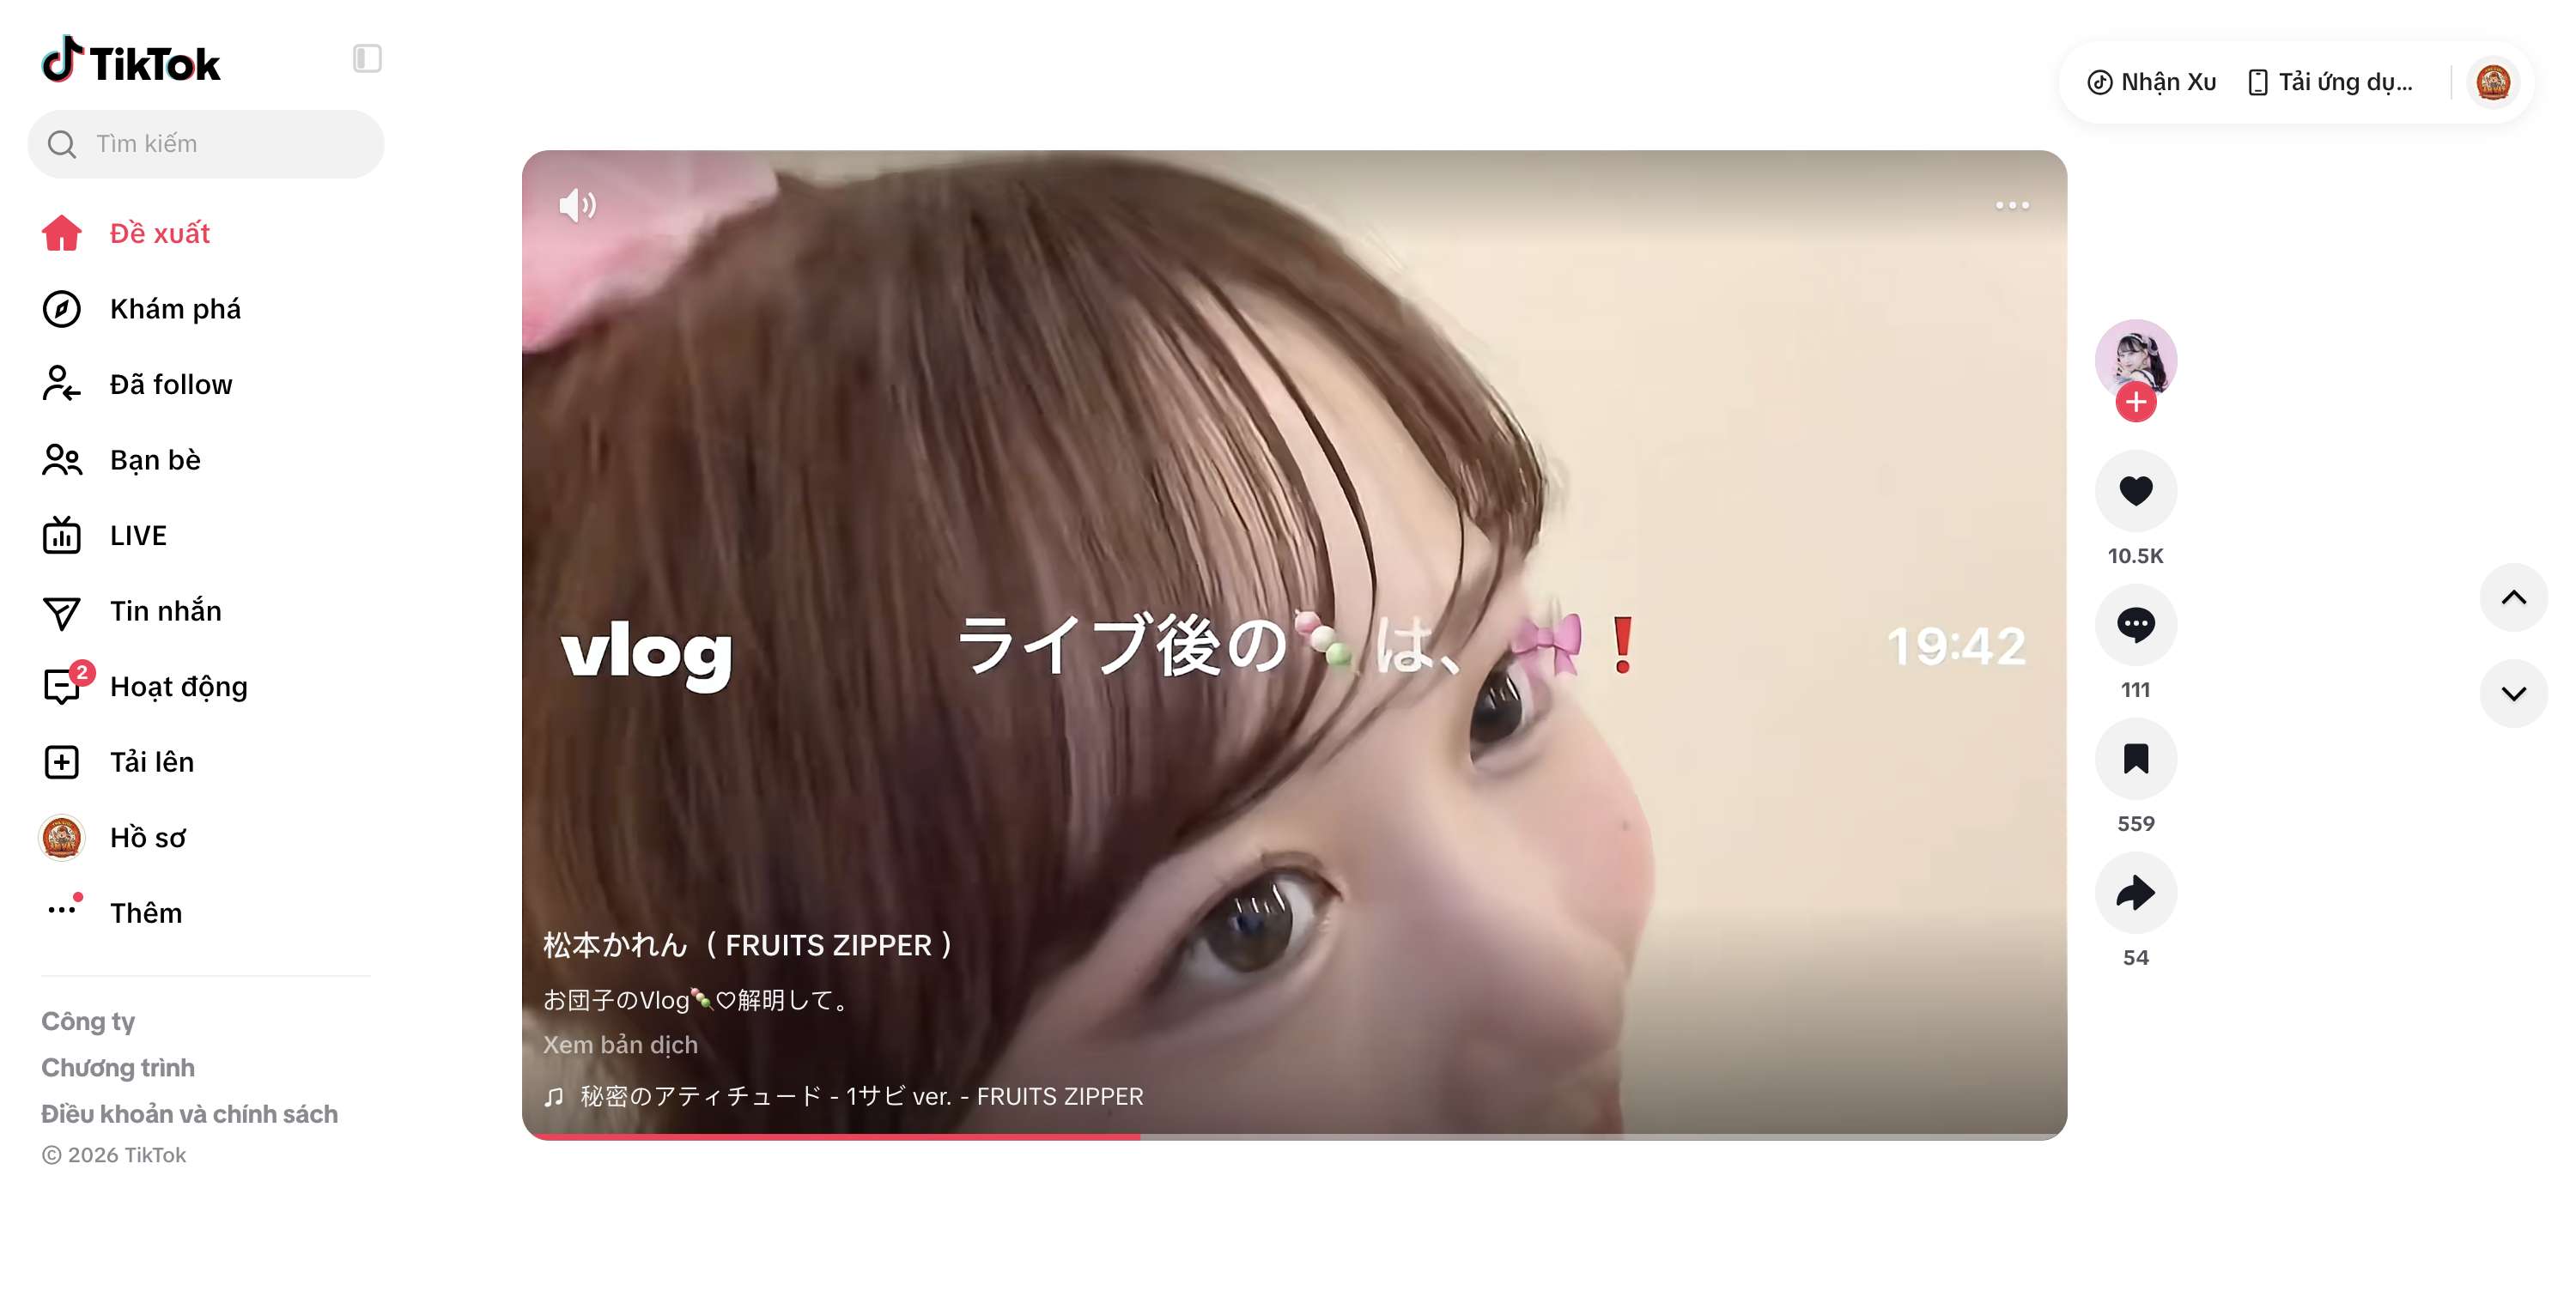 TikTok
Tìm kiếm
Đề xuất
Khám phá
Đã follow
Bạn bè
LIVE
Tin nhắn
2
Hoạt động
Tải lên
Hồ sơ
Thêm
Công ty
Chương trình
Điều khoản và chính sách
© 2026 TikTok
Nhận Xu
Tải ứng dụ...
vlog
ライブ後の🍡は、🎀❗
19:42
松本かれん（ FRUITS ZIPPER ）
お団子のVlog🍡♡解明して。
Xem bản dịch
秘密のアティチュード - 1サビ ver. - FRUITS ZIPPER
10.5K
111
559
54